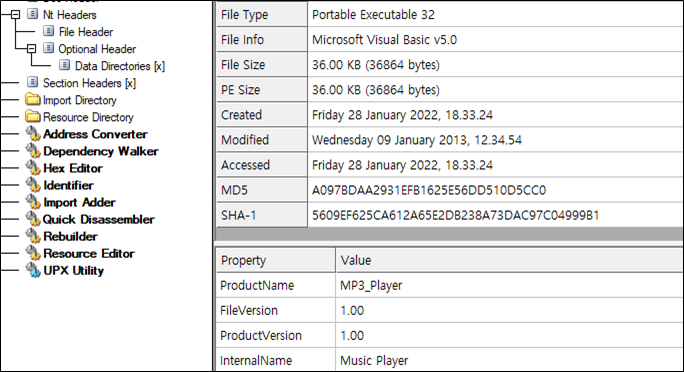 Nt Headers
File Header
Optional Header
Data Directories [x]
Section Headers [x]
Import Directory
Resource Directory
Address Converter
Dependency Walker
Hex Editor
Identifier
Import Adder
Quick Disassembler
Rebuilder
Resource Editor
UPX Utility
File Type Portable Executable 32
File Info Microsoft Visual Basic v5.0
File Size 36.00 KB (36864 bytes)
PE Size 36.00 KB (36864 bytes)
Created Friday 28 January 2022, 18.33.24
Modified Wednesday 09 January 2013, 12.34.54
Accessed Friday 28 January 2022, 18.33.24
MD5 A097BDAA2931EFB1625E56DD510D5CC0
SHA-1 5609EF625CA612A65E2DB238A73DAC97C04999B1
Property Value
ProductName MP3_Player
FileVersion 1.00
ProductVersion 1.00
InternalName Music Player